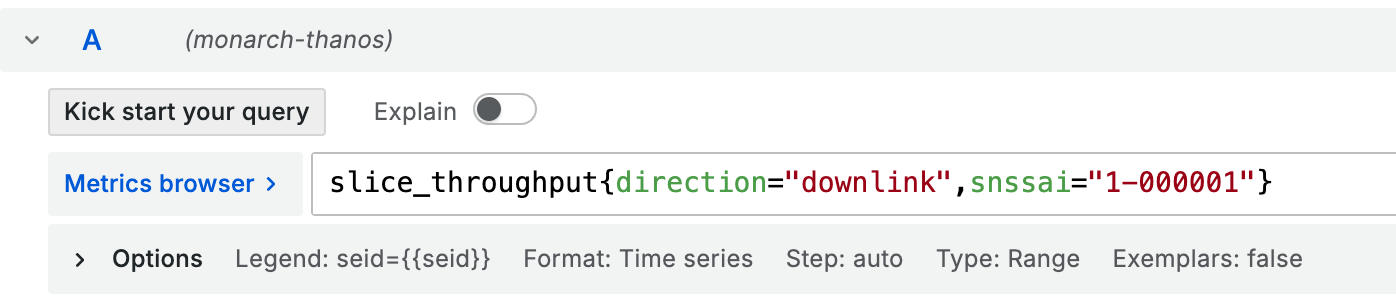 A (monarch-thanos)
Kick start your query Explain
Metrics browser > slice_throughput{direction="downlink",snssai="1-000001"}
> Options Legend: seid={{seid}} Format: Time series Step: auto Type: Range Exemplars: false